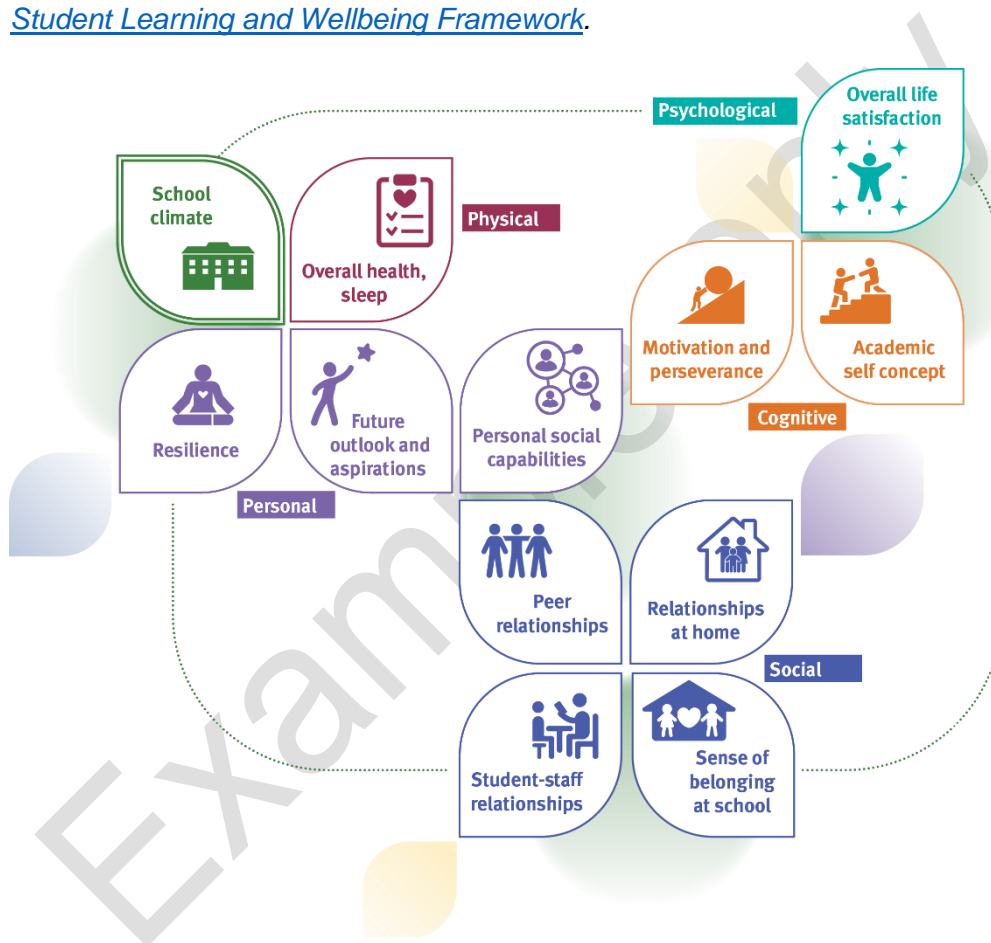 Student Learning and Wellbeing Framework.
Psychological
Overall life
satisfaction
School
climate
Physical
Overall health,
sleep
Motivation and
perseverance
Academic
self concept
Cognitive
Resilience
Future
outlook and
aspirations
Personal social
capabilities
Personal
Peer
relationships
Relationships
at home
Social
Student-staff
relationships
Sense of
belonging
at school
Example only